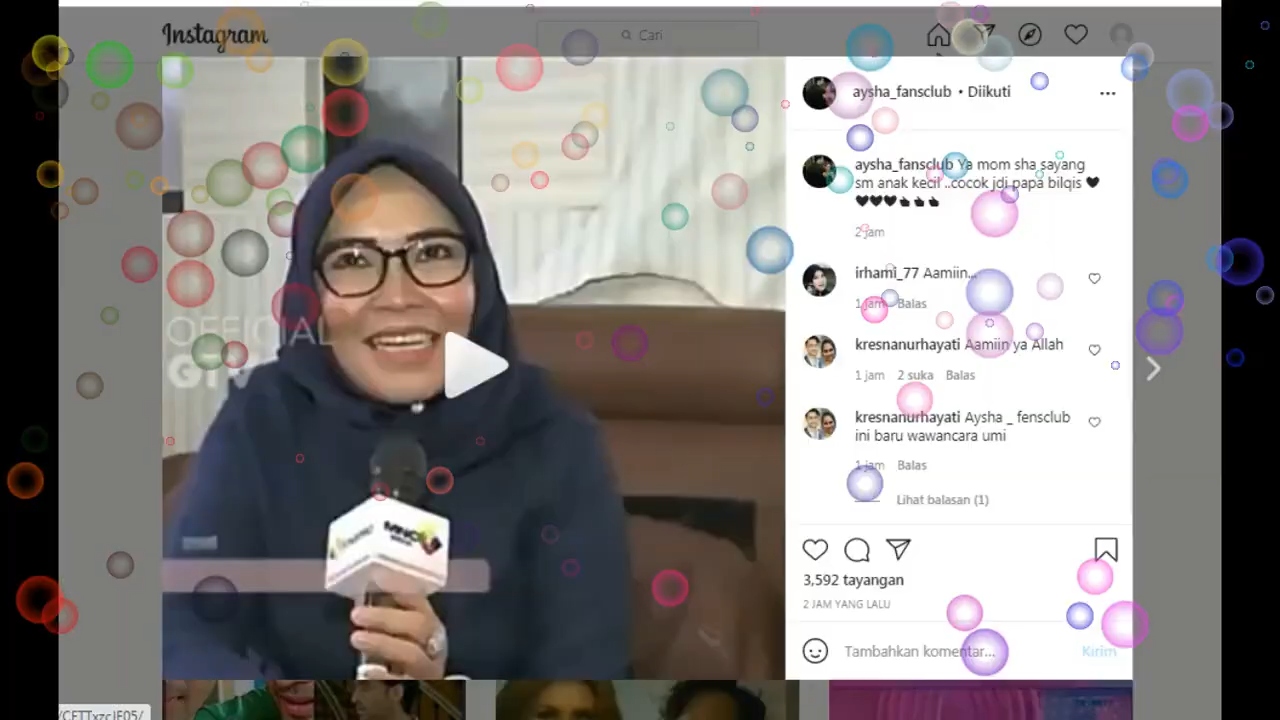 Instagram
Cari
aysha_fansclub • Diikuti
aysha_fansclub Ya mom sha sayang
sm anak kecil ..cocok jdi papa bilqis 🖤
🖤🖤🖤👍👍👍
2 jam
irhami_77 Aamiin...
1 jam Balas
kresnanurhayati Aamiin ya Allah
1 jam 2 suka Balas
kresnanurhayati Aysha _ fensclub
ini baru wawancara umi
1 jam Balas
Lihat balasan (1)
3,592 tayangan
2 JAM YANG LALU
Tambahkan komentar...
Kirim
OFFICIAL
GTV
MNC